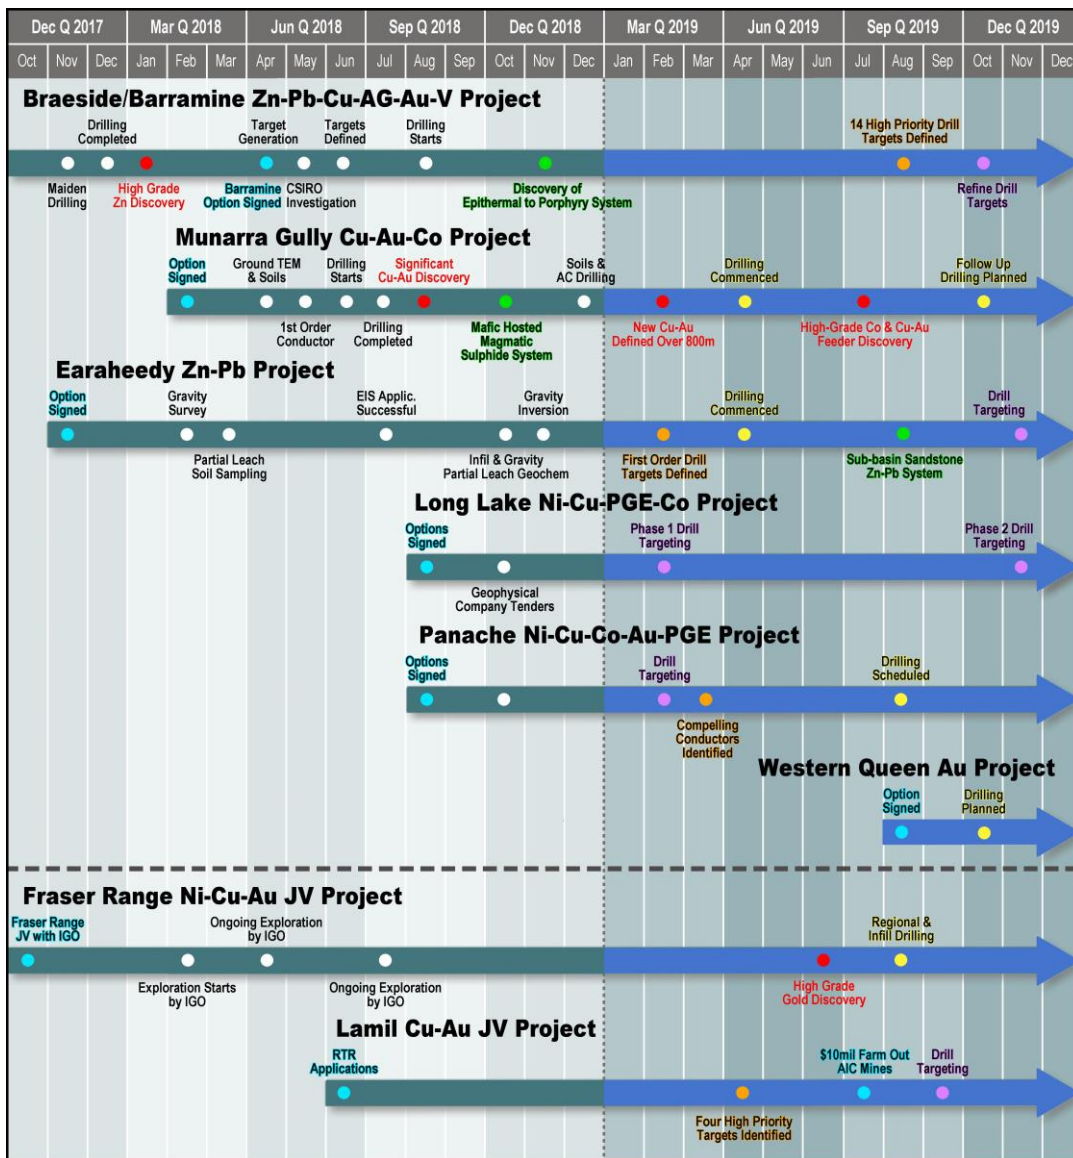 Dec Q 2017 Mar Q 2018 Jun Q 2018 Sep Q 2018 Dec Q 2018 Mar Q 2019 Jun Q 2019 Sep Q 2019 Dec Q 2019
Oct Nov Dec Jan Feb Mar Apr May Jun Jul Aug Sep Oct Nov Dec Jan Feb Mar Apr May Jun Jul Aug Sep Oct Nov Dec
Braeside/Barramine Zn-Pb-Cu-AG-Au-V Project
Drilling
Completed
Target
Generation
Targets
Defined
Drilling
Starts
14 High Priority Drill
Targets Defined
Maiden
Drilling
High Grade
Zn Discovery
Barramine
Option Signed
CSIRO
Investigation
Discovery of
Epithermal to Porphyry System
Refine Drill
Targets
Munarra Gully Cu-Au-Co Project
Option
Signed
Ground TEM
& Soils
Drilling
Starts
Significant
Cu-Au Discovery
Soils &
AC Drilling
Drilling
Commenced
Follow Up
Drilling Planned
1st Order
Conductor
Drilling
Completed
Mafic Hosted
Magmatic
Sulphide System
New Cu-Au
Defined Over 800m
High-Grade Co & Cu-Au
Feeder Discovery
Earaheedy Zn-Pb Project
Option
Signed
Gravity
Survey
EIS Applic.
Successful
Gravity
Inversion
Drilling
Commenced
Drill
Targeting
Partial Leach
Soil Sampling
Infil & Gravity
Partial Leach Geochem
First Order Drill
Targets Defined
Sub-basin Sandstone
Zn-Pb System
Long Lake Ni-Cu-PGE-Co Project
Options
Signed
Phase 1 Drill
Targeting
Phase 2 Drill
Targeting
Geophysical
Company Tenders
Panache Ni-Cu-Co-Au-PGE Project
Options
Signed
Drill
Targeting
Drilling
Scheduled
Compelling
Conductors
Identified
Western Queen Au Project
Option
Signed
Drilling
Planned
Fraser Range Ni-Cu-Au JV Project
Fraser Range
JV with IGO
Ongoing Exploration
by IGO
Regional &
Infill Drilling
Exploration Starts
by IGO
Ongoing Exploration
by IGO
High Grade
Gold Discovery
Lamil Cu-Au JV Project
RTR
Applications
$10mil Farm Out
AIC Mines
Drill
Targeting
Four High Priority
Targets Identified